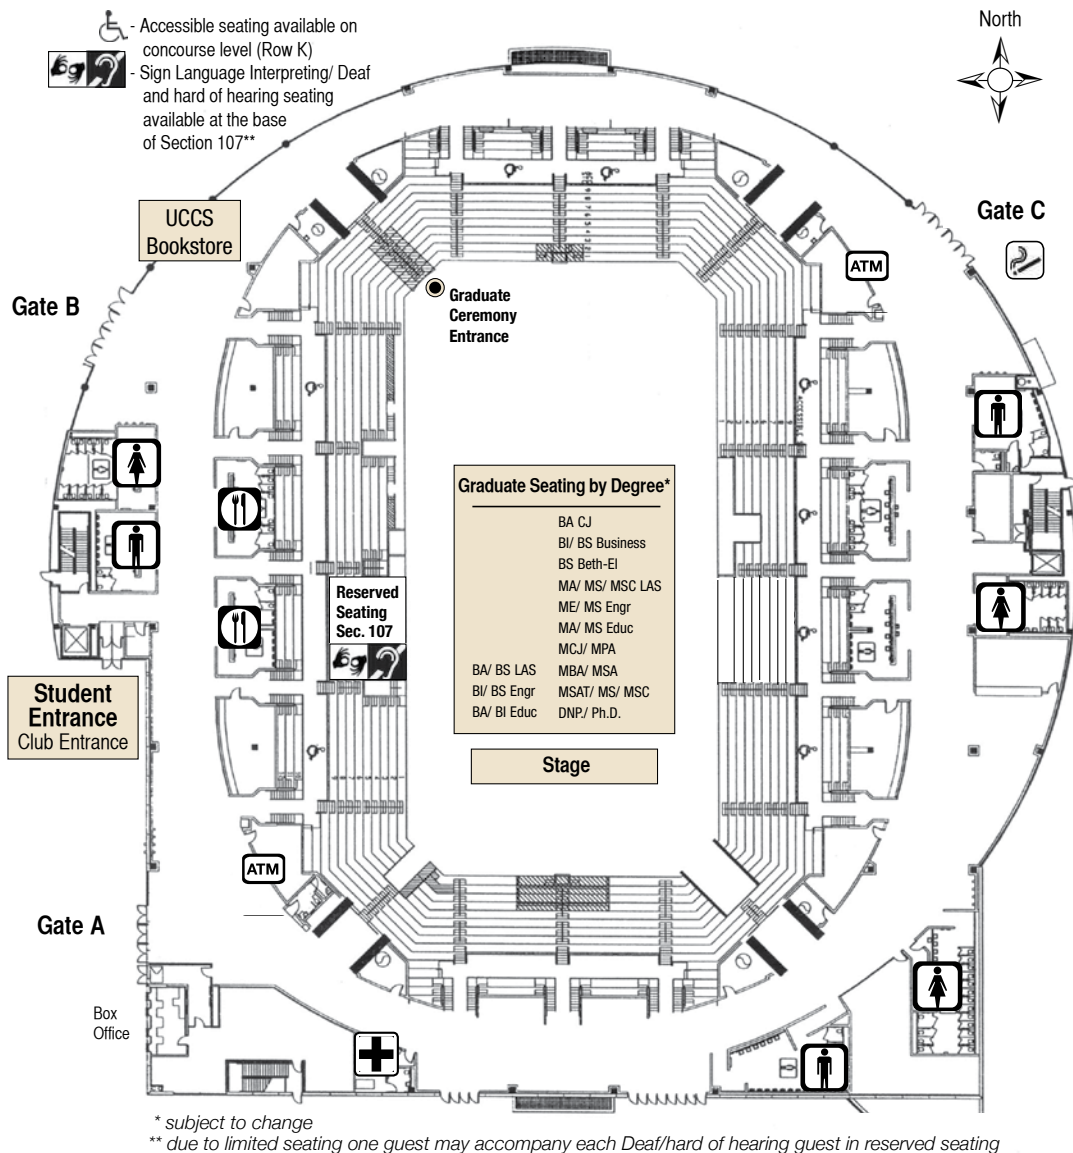 - Accessible seating available on
concourse level (Row K)
- Sign Language Interpreting/ Deaf
and hard of hearing seating
available at the base
of Section 107**
North
UCCS
Bookstore
Gate C
ATM
Gate B
Graduate
Ceremony
Entrance
ACCESSIBLE
Graduate Seating by Degree*
BA CJ
BI/ BS Business
BS Beth-El
MA/ MS/ MSC LAS
ME/ MS Engr
MA/ MS Educ
MCJ/ MPA
BA/ BS LAS MBA/ MSA
BI/ BS Engr MSAT/ MS/ MSC
BA/ BI Educ DNP./ Ph.D.
Reserved
Seating
Sec. 107
Student
Entrance
Club Entrance
Stage
ATM
Gate A
Box
Office
* subject to change
** due to limited seating one guest may accompany each Deaf/hard of hearing guest in reserved seating